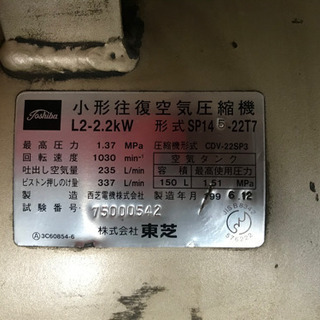 Toshiba
小形往復空気圧縮機
L2-2.2kW 形式 SP145-22T7
最高圧力 1.37 MPa
回転速度 1030 min⁻¹
吐出し空気量 235 L/min
ピストン押しのけ量 337 L/min
圧縮機形式 CDV-22SP3
空気タンク
容積 最高使用圧力
150 L 1.51 MPa
製造 西芝電機株式会社 製造年月 1996.12
試験番号 75000542
Ⓐ3C60854-6 株式会社 東芝